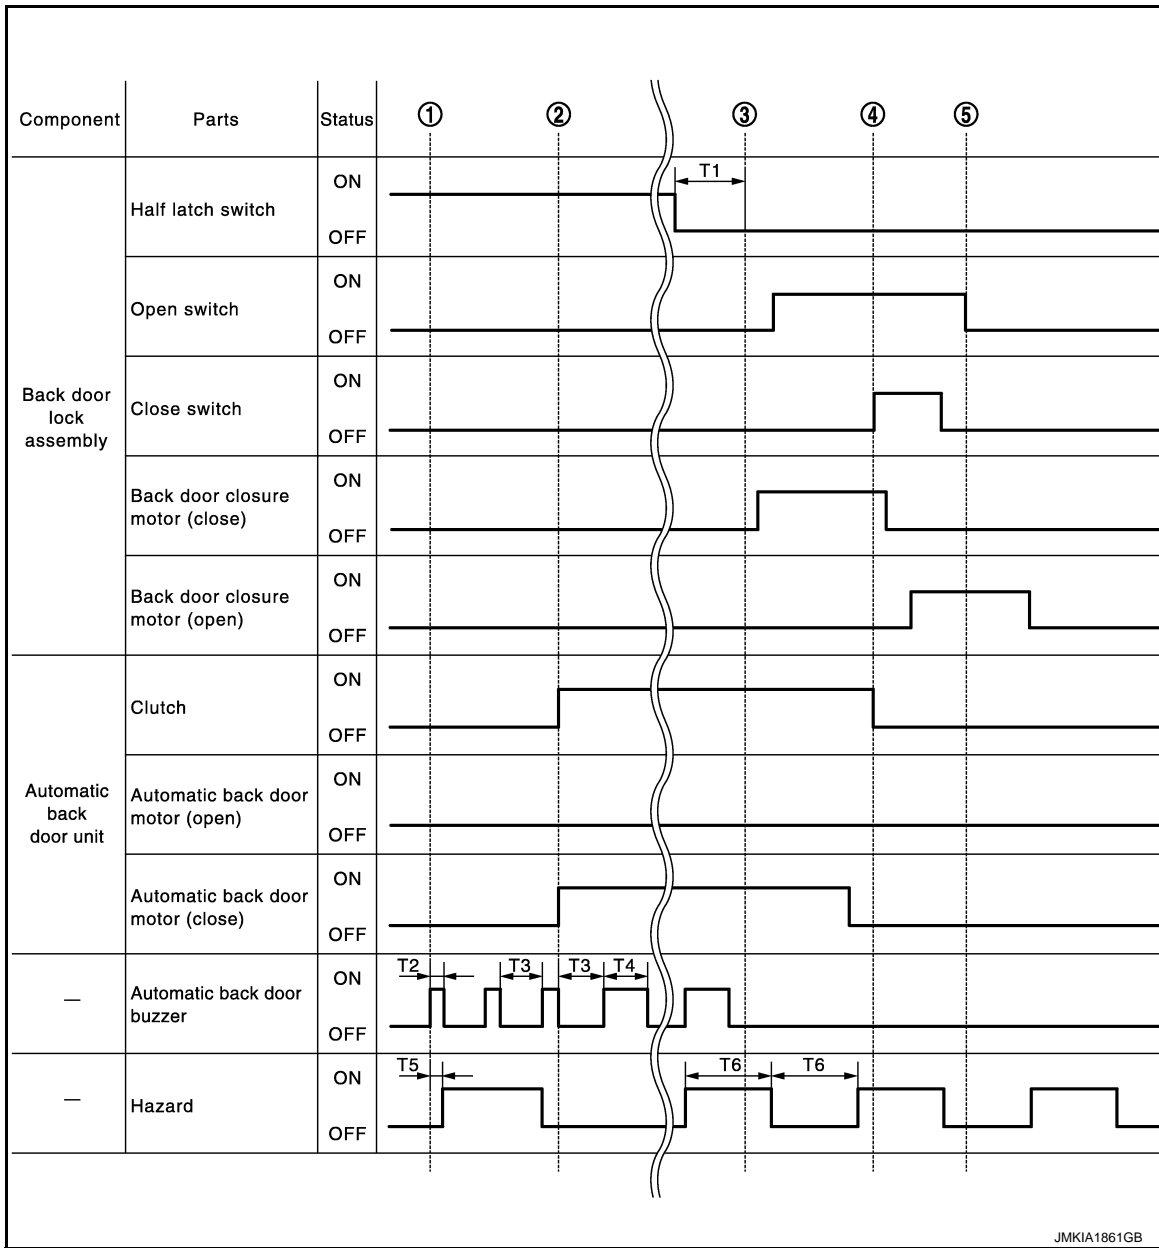 Component Parts Status ① ② ③ ④ ⑤
Back door
lock
assembly
Half latch switch
ON
OFF
T1
Open switch
ON
OFF
Close switch
ON
OFF
Back door closure
motor (close)
ON
OFF
Back door closure
motor (open)
ON
OFF
Automatic
back
door unit
Clutch
ON
OFF
Automatic back door
motor (open)
ON
OFF
Automatic back door
motor (close)
ON
OFF
—
Automatic back door
buzzer
ON
OFF
T2 T3 T3 T4
—
Hazard
ON
OFF
T5 T6 T6
JMKIA1861GB